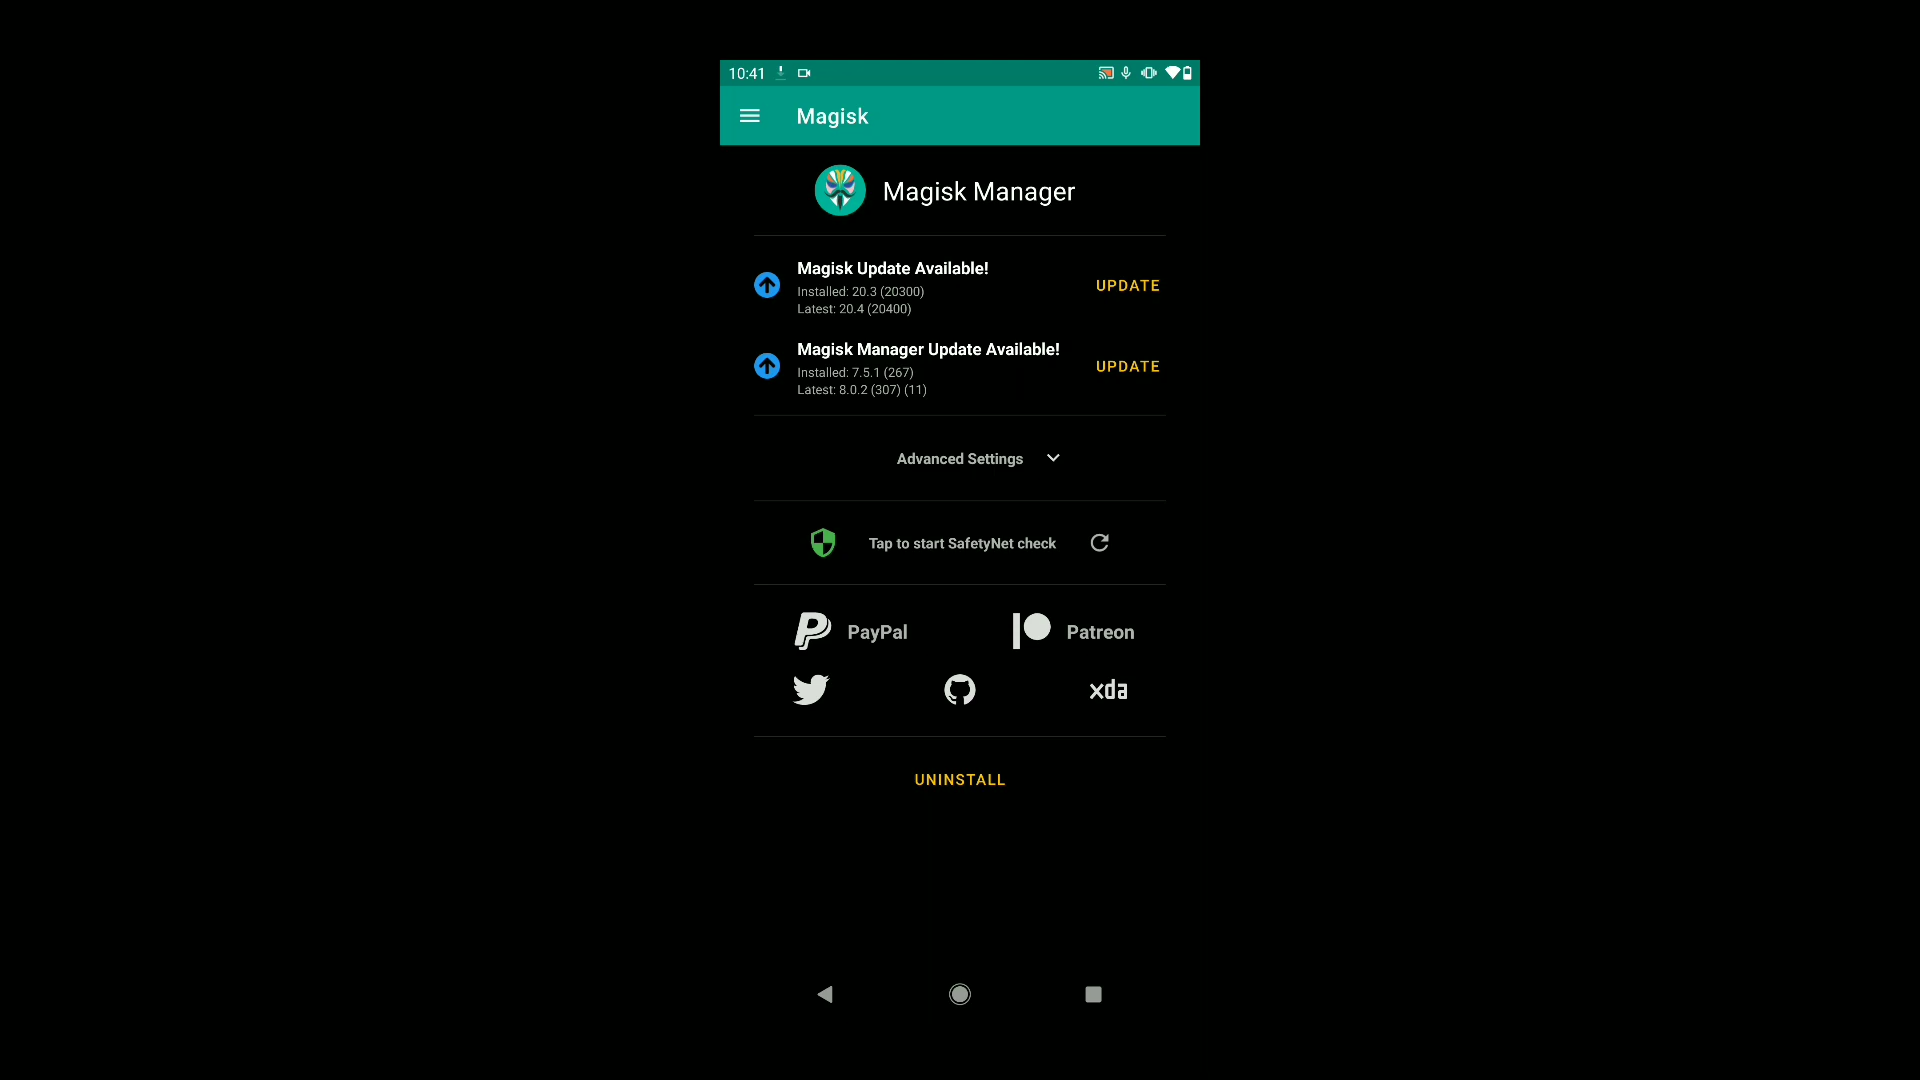 10:41
Magisk
Magisk Manager
Magisk Update Available!
Installed: 20.3 (20300)
Latest: 20.4 (20400)
UPDATE
Magisk Manager Update Available!
Installed: 7.5.1 (267)
Latest: 8.0.2 (307) (11)
UPDATE
Advanced Settings
Tap to start SafetyNet check
PayPal
Patreon
xda
UNINSTALL